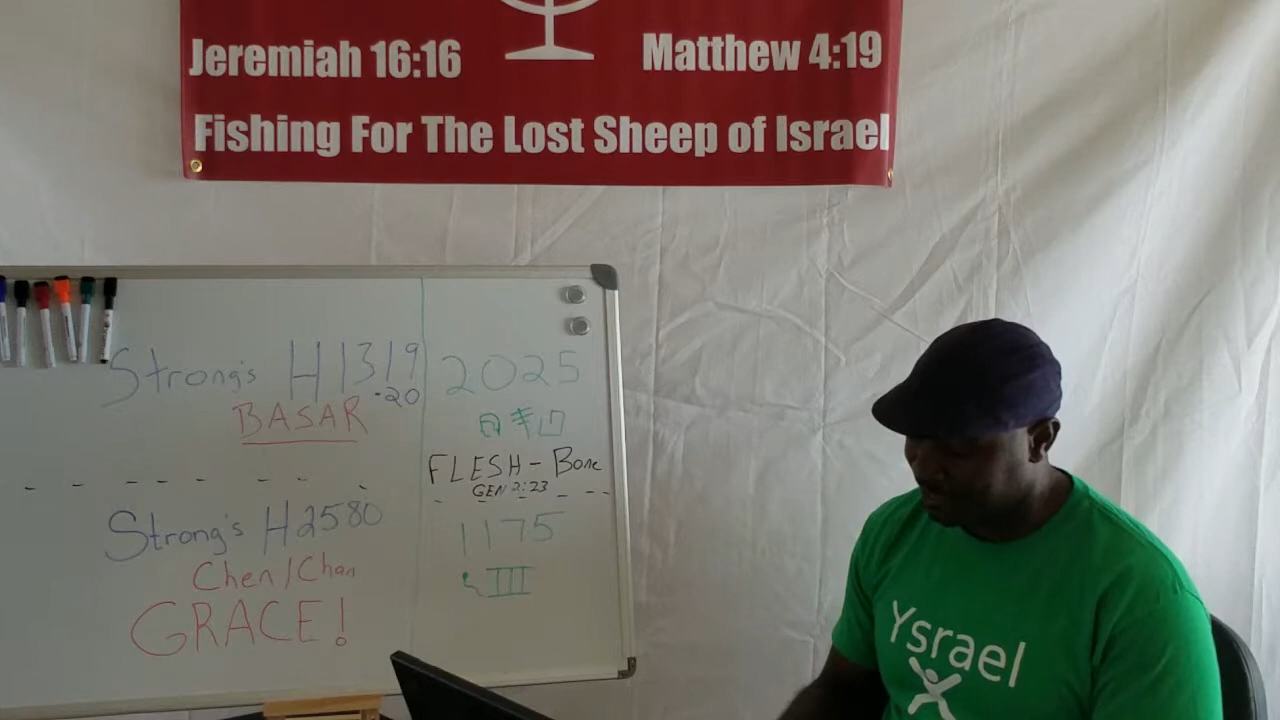 Jeremiah 16:16
Matthew 4:19
Fishing For The Lost Sheep of Israel
Strong's H1319
-20
BASAR
Strong's H2580
Chen/Chan
GRACE!
2025
FLESH - Bone
GEN 2:23
1175
Ysrael